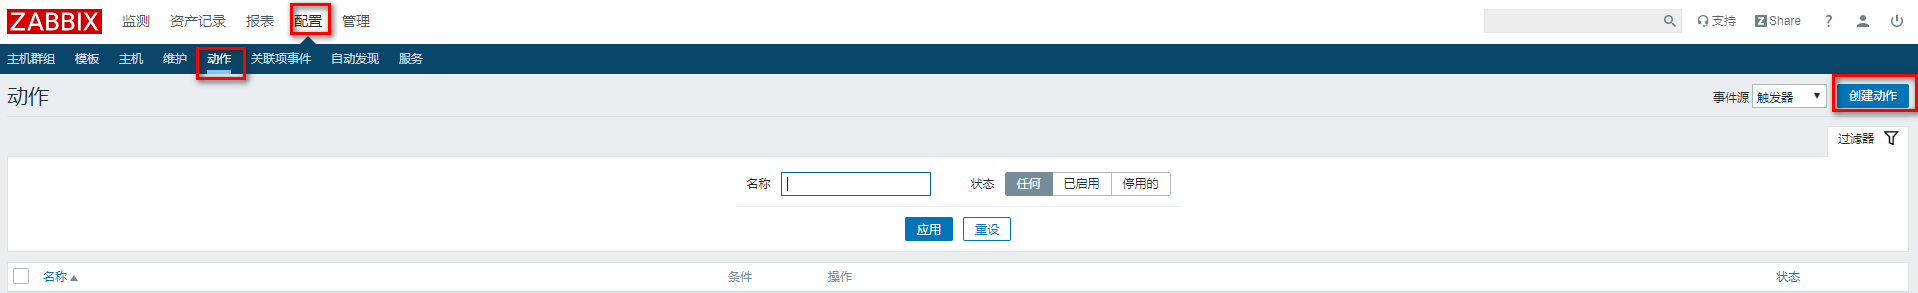 ZABBIX 监测 资产记录 报表 配置 管理 支持 Z Share ?
主机群组 模板 主机 维护 动作 关联项事件 自动发现 服务
动作 事件源 触发器 创建动作
过滤器
名称 状态 任何 已启用 停用的
应用 重设
名称 条件 操作 状态